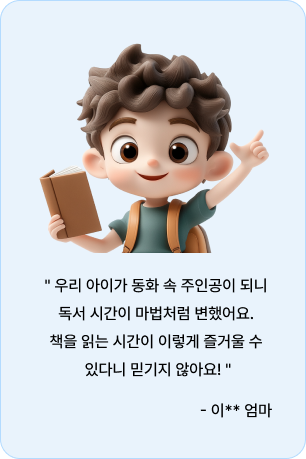 " 우리 아이가 동화 속 주인공이 되니
독서 시간이 마법처럼 변했어요.
책을 읽는 시간이 이렇게 즐거울 수
있다니 믿기지 않아요! "
- 이** 엄마